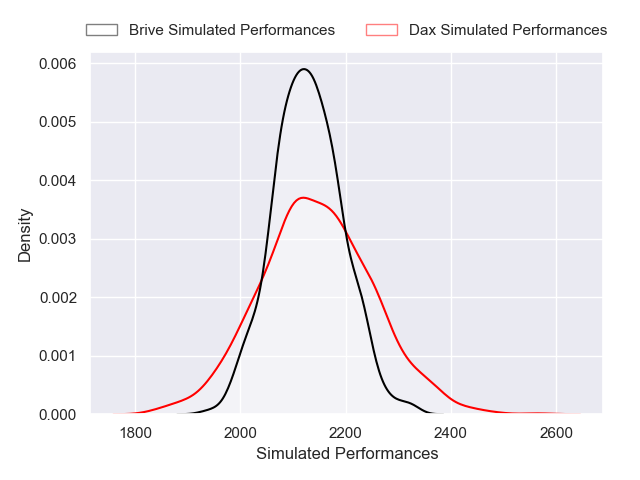 Brive Simulated Performances Dax Simulated Performances
0.006
0.005
0.004
0.003
0.002
0.001
0.000
Density
1800 2000 2200 2400 2600
Simulated Performances